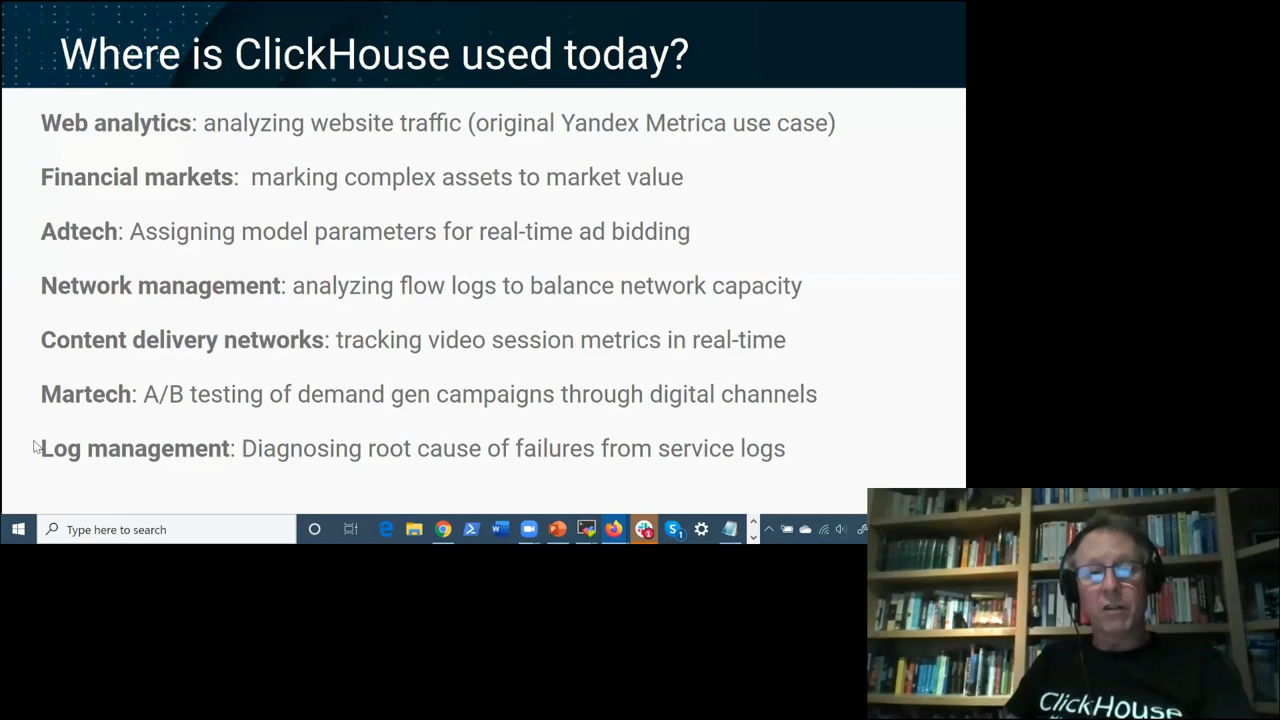 Where is ClickHouse used today?
Web analytics: analyzing website traffic (original Yandex Metrica use case)
Financial markets: marking complex assets to market value
Adtech: Assigning model parameters for real-time ad bidding
Network management: analyzing flow logs to balance network capacity
Content delivery networks: tracking video session metrics in real-time
Martech: A/B testing of demand gen campaigns through digital channels
Log management: Diagnosing root cause of failures from service logs
Type here to search
ClickHouse